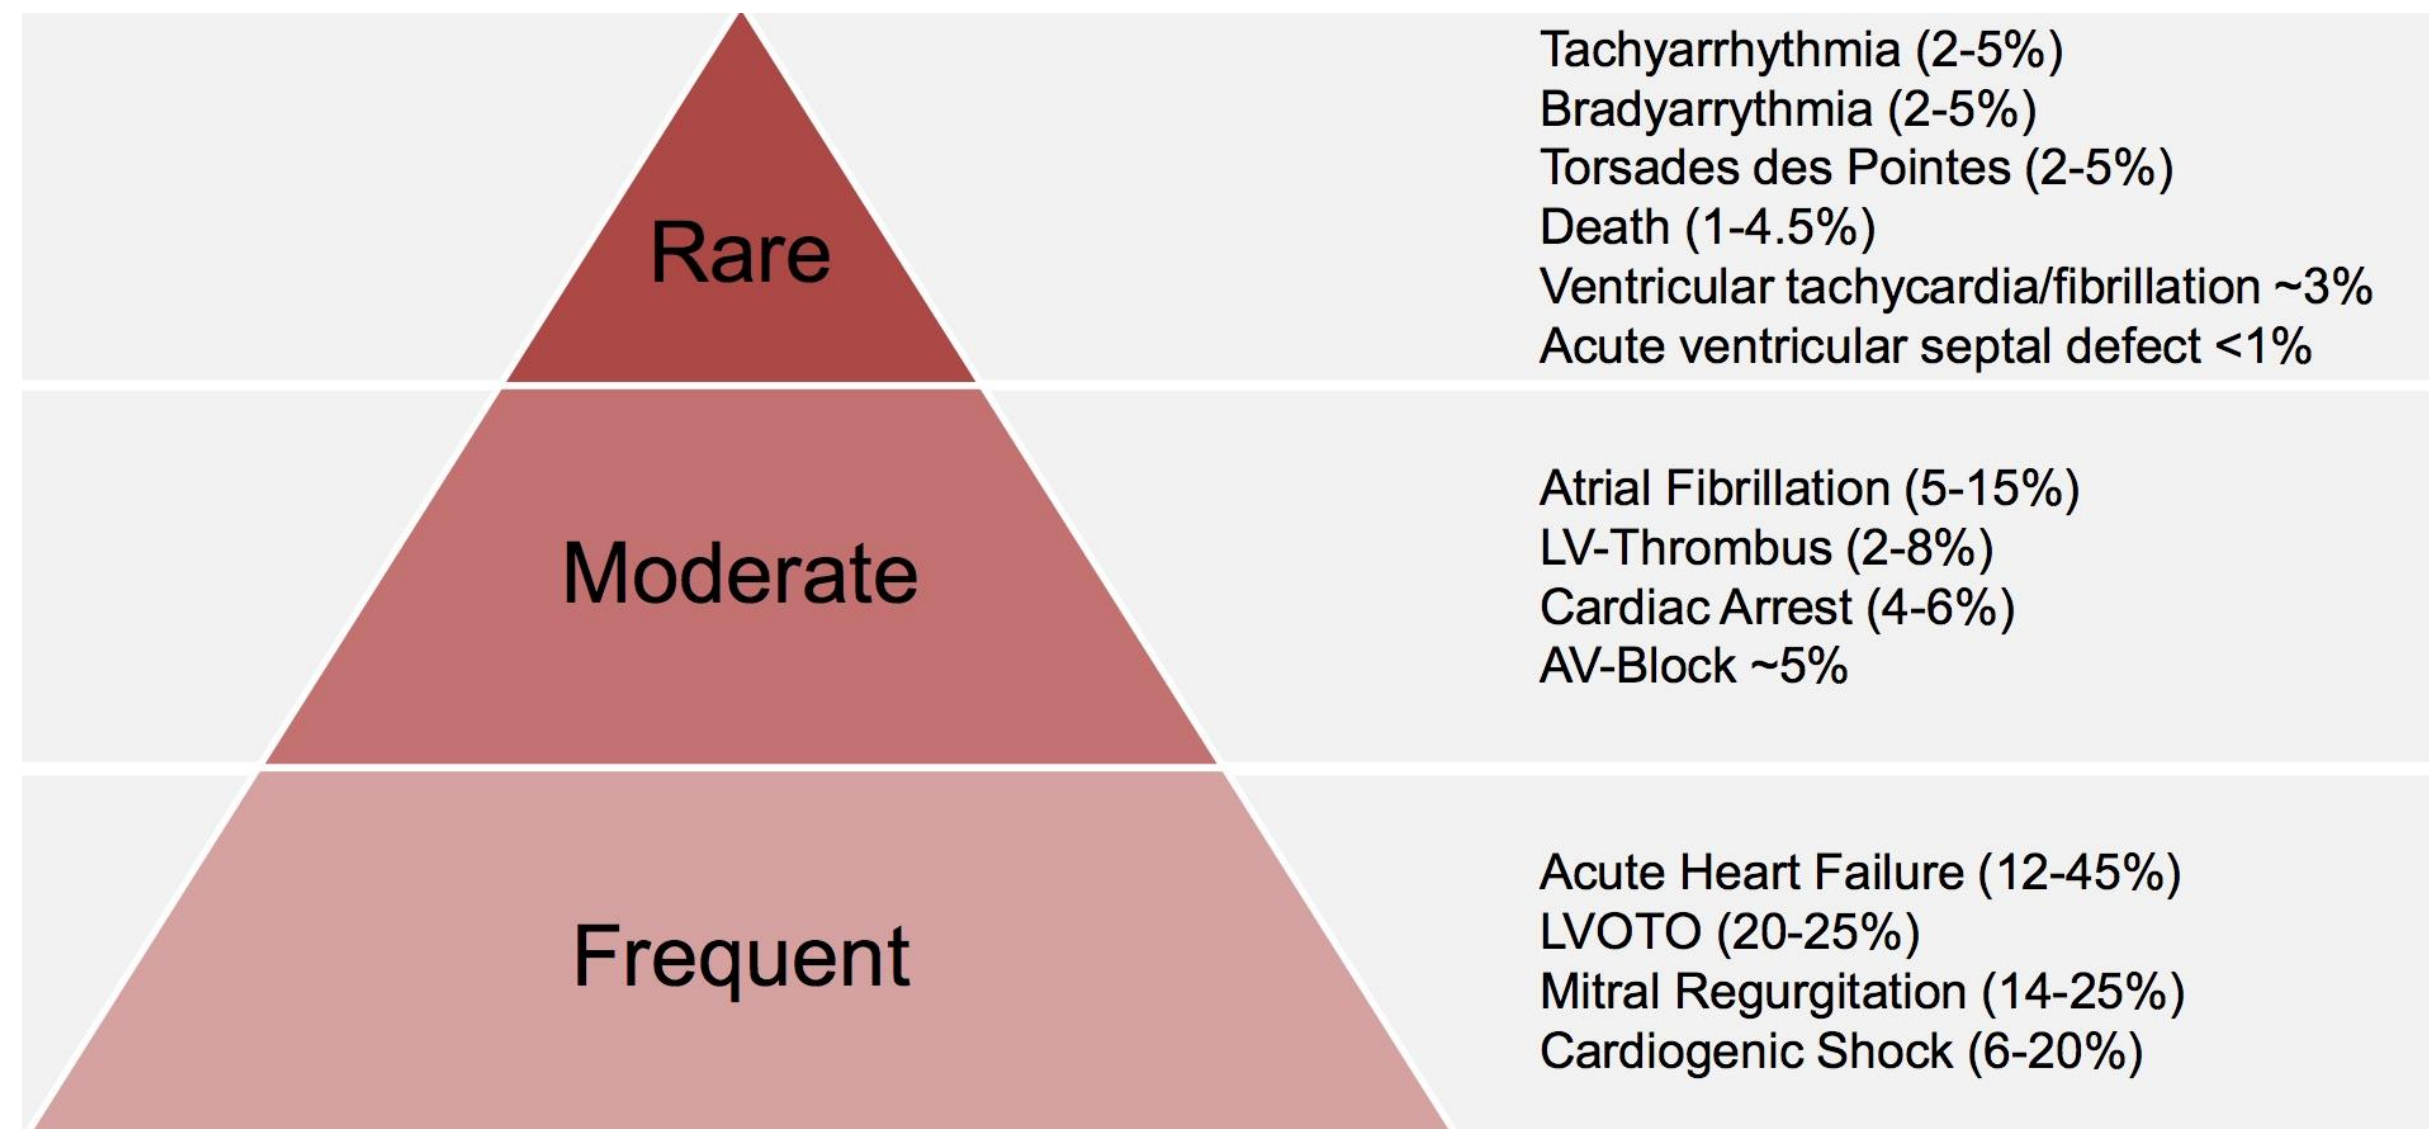 Tachyarrhythmia (2-5%)
Bradyarrythmia (2-5%)
Torsades des Pointes (2-5%)
Death (1-4.5%)
Ventricular tachycardia/fibrillation ~3%
Acute ventricular septal defect <1%
Rare
Atrial Fibrillation (5-15%)
LV-Thrombus (2-8%)
Cardiac Arrest (4-6%)
AV-Block ~5%
Moderate
Acute Heart Failure (12-45%)
LVOTO (20-25%)
Mitral Regurgitation (14-25%)
Cardiogenic Shock (6-20%)
Frequent